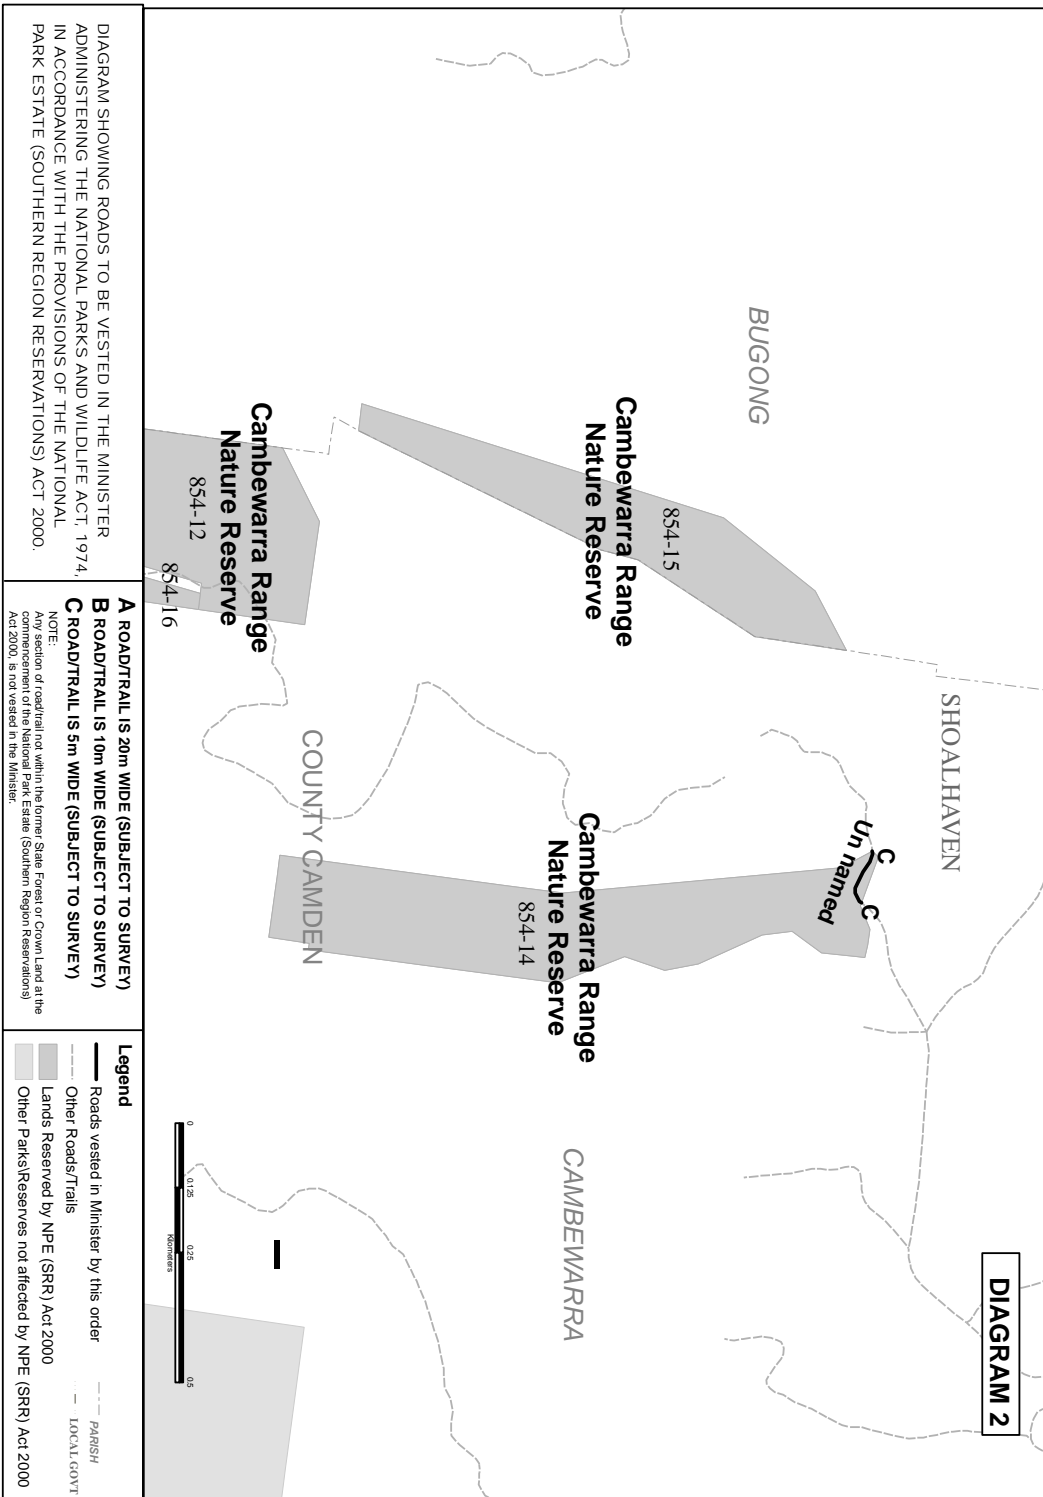 DIAGRAM 2
SHOALHAVEN
C
C
Un named
BUGONG
854-15
Cambewarra Range
Nature Reserve
Cambewarra Range
Nature Reserve
854-14
CAMBEWARRA
COUNTY CAMDEN
Cambewarra Range
Nature Reserve
854-12
854-16
0
0.125
0.25
0.5
Kilometers
DIAGRAM SHOWING ROADS TO BE VESTED IN THE MINISTER
ADMINISTERING THE NATIONAL PARKS AND WILDLIFE ACT, 1974,
IN ACCORDANCE WITH THE PROVISIONS OF THE NATIONAL
PARK ESTATE (SOUTHERN REGION RESERVATIONS) ACT 2000.
A ROAD/TRAIL IS 20m WIDE (SUBJECT TO SURVEY)
B ROAD/TRAIL IS 10m WIDE (SUBJECT TO SURVEY)
C ROAD/TRAIL IS 5m WIDE (SUBJECT TO SURVEY)
NOTE:
Any section of road/trail not within the former State Forest or Crown Land at the
commencement of the National Park Estate (Southern Region Reservations)
Act 2000, is not vested in the Minister.
Legend
Roads vested in Minister by this order
Other Roads/Trails
Lands Reserved by NPE (SRR) Act 2000
Other Parks\Reserves not affected by NPE (SRR) Act 2000
PARISH
LOCAL GOVT